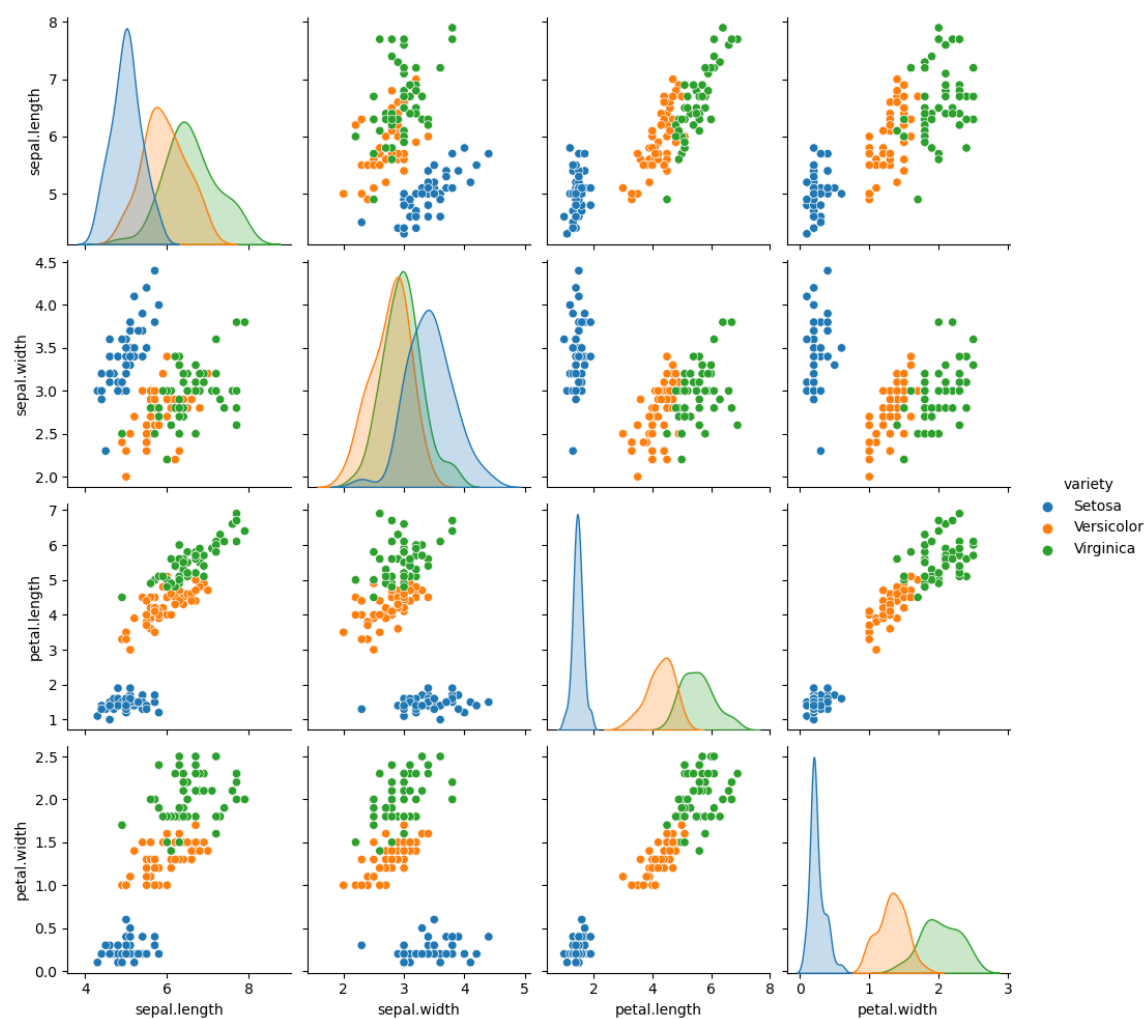 8
7
6
5
sepal.length
4.5
4.0
3.5
3.0
2.5
2.0
sepal.width
variety
Setosa
Versicolor
Virginica
7
6
5
4
3
2
1
petal.length
2.5
2.0
1.5
1.0
0.5
0.0
petal.width
4 6 8
sepal.length
2 3 4 5
sepal.width
2 4 6 8
petal.length
0 1 2 3
petal.width